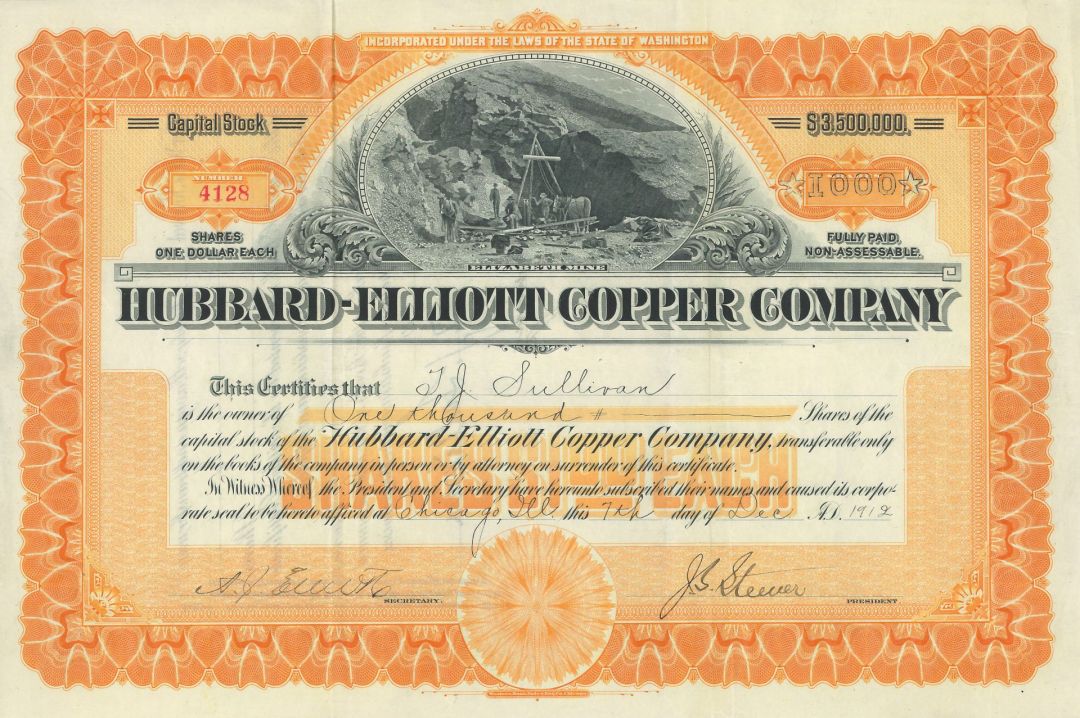 INCORPORATED UNDER THE LAWS OF THE STATE OF WASHINGTON
Capital Stock
$3,500,000.
NUMBER
4128
1000
SHARES
ONE DOLLAR EACH
FULLY PAID
NON-ASSESSABLE.
ELIZABETH MINE
HUBBARD-ELLIOTT COPPER COMPANY
This Certifies that T. J. Sullivan
is the owner of One thousand Shares of the
capital stock of the Hubbard-Elliott Copper Company, transferable only
on the books of the company in person or by attorney on surrender of this certificate.
In Witness Whereof the President and Secretary have hereunto subscribed their names and caused its corpo-
rate seal to be hereto affixed at Chicago, Ill. this 7th day of Dec A.D. 1912
SECRETARY.
PRESIDENT